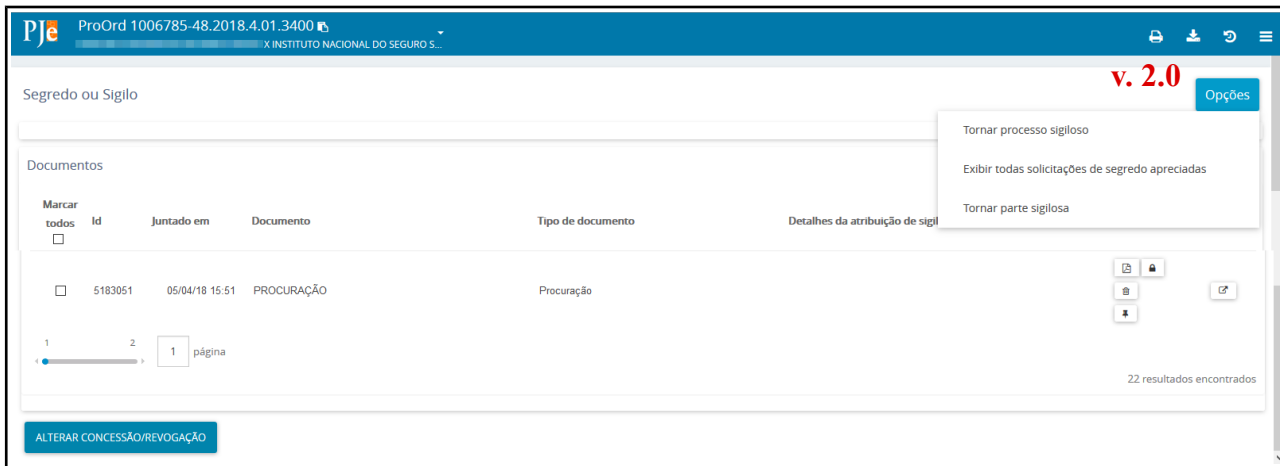 PJe
ProOrd 1006785-48.2018.4.01.3400
X INSTITUTO NACIONAL DO SEGURO S...
v. 2.0
Segredo ou Sigilo
Opções
Tornar processo sigiloso
Exibir todas solicitações de segredo apreciadas
Tornar parte sigilosa
Documentos
Marcar todos Id Juntado em Documento Tipo de documento Detalhes da atribuição de sigil
5183051 05/04/18 15:51 PROCURAÇÃO Procuração
1 2 1 página
22 resultados encontrados
ALTERAR CONCESSÃO/REVOGAÇÃO